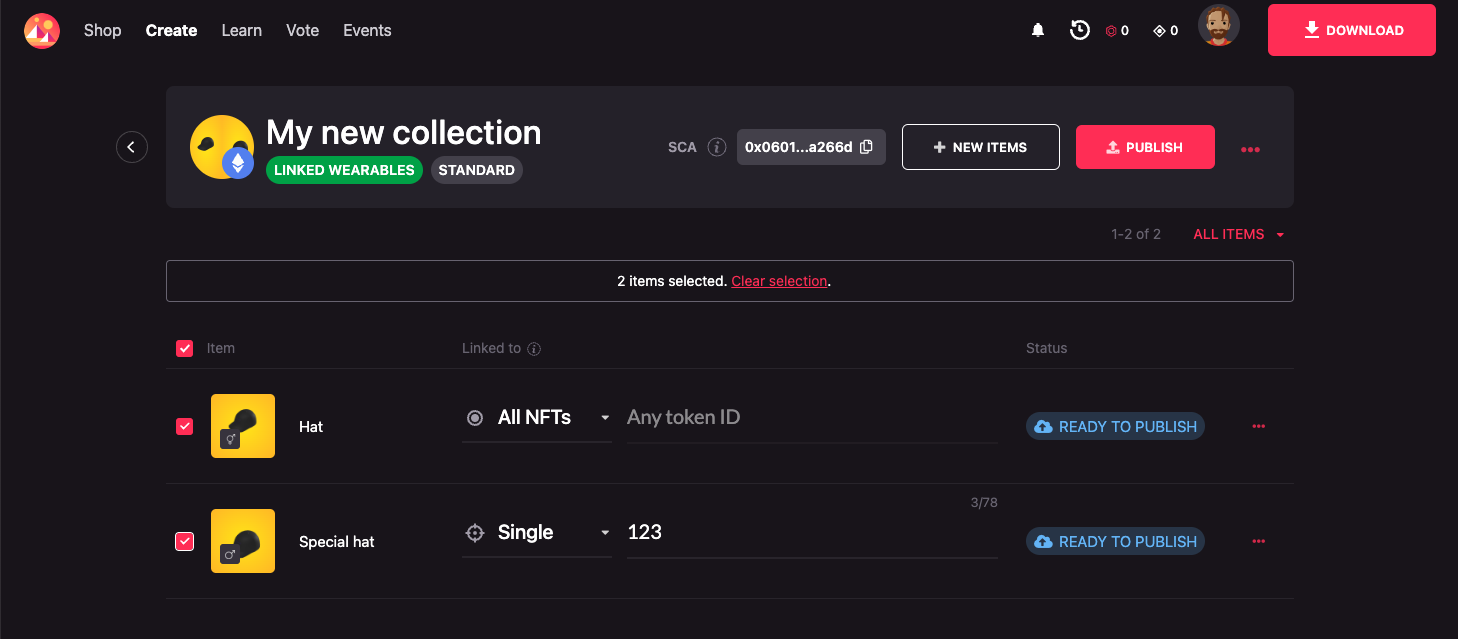 Shop Create Learn Vote Events 0 0 DOWNLOAD
My new collection
LINKED WEARABLES STANDARD
SCA 0x0601...a266d NEW ITEMS PUBLISH
1-2 of 2 ALL ITEMS
2 items selected. Clear selection.
Item Linked to Status
Hat All NFTs Any token ID READY TO PUBLISH
3/78
Special hat Single 123 READY TO PUBLISH